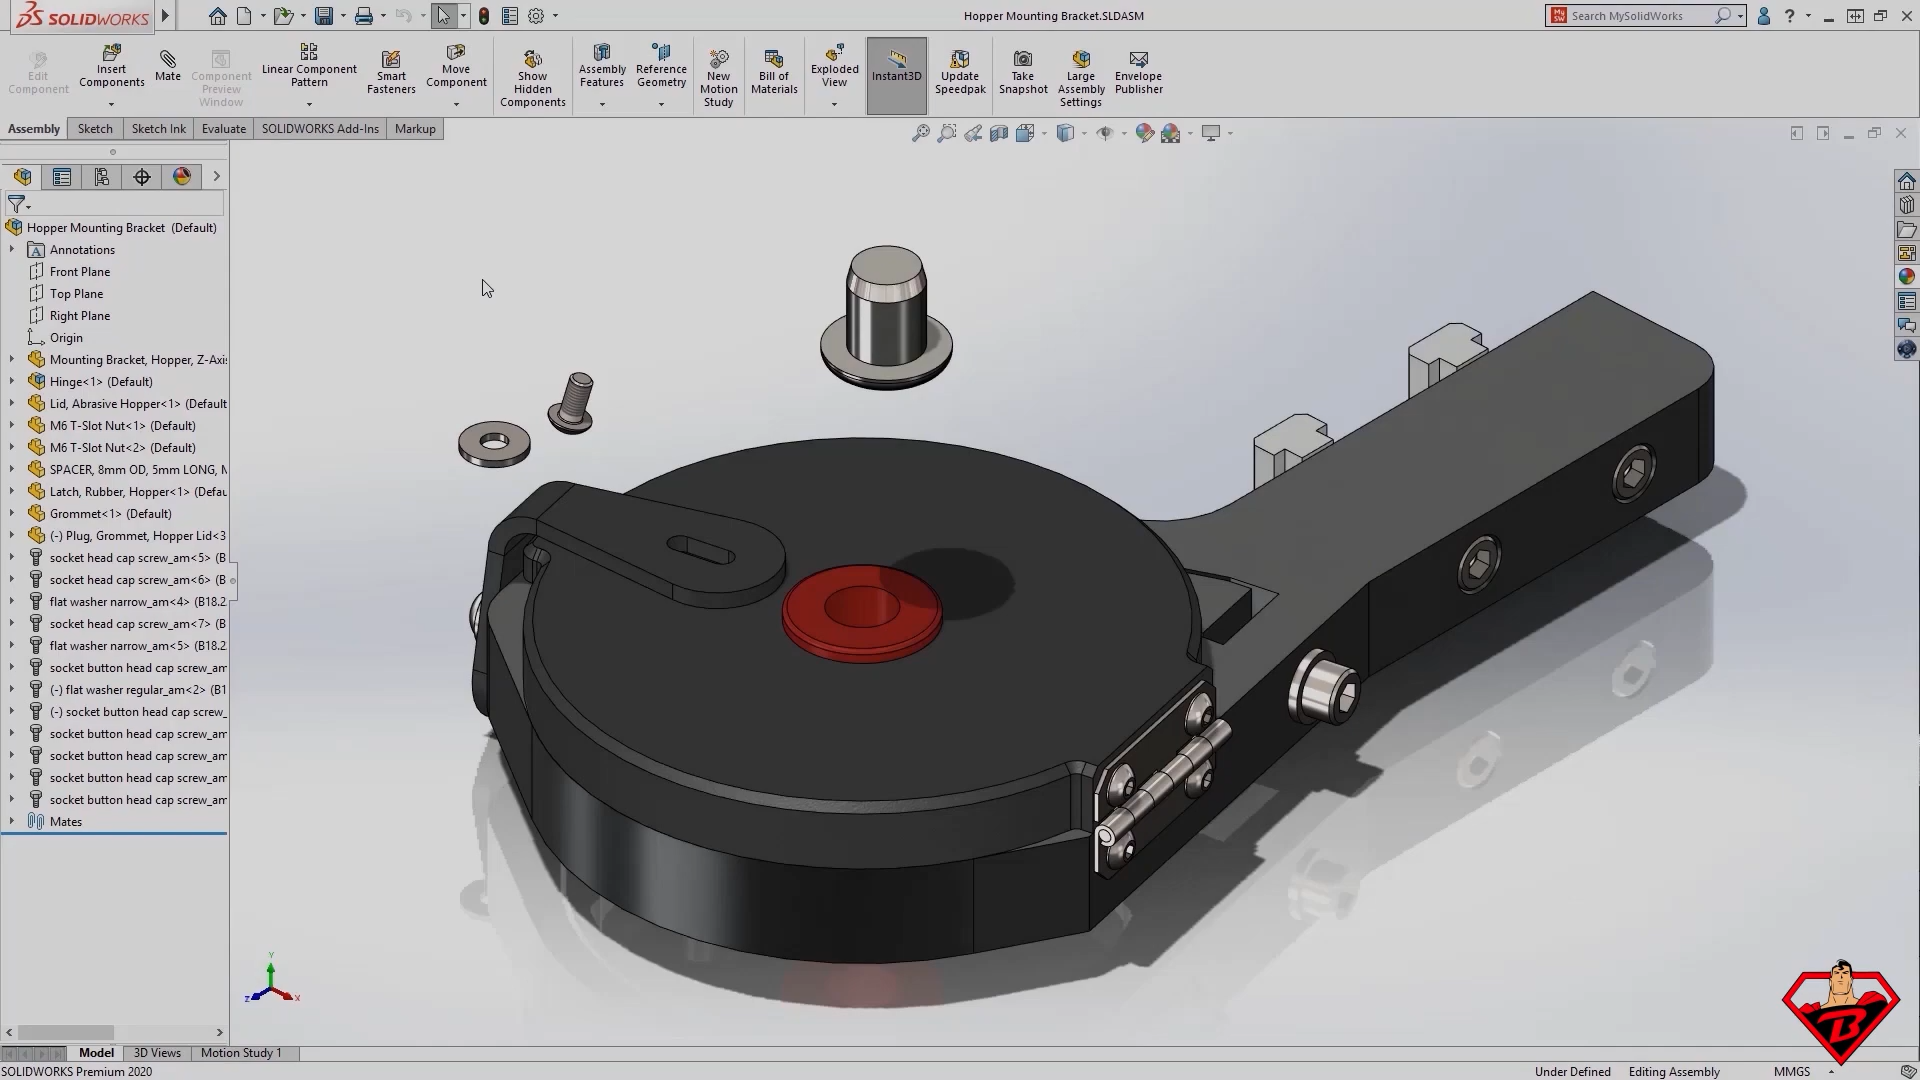 SOLIDWORKS
Hopper Mounting Bracket.SLDASM
Search MySolidWorks
Edit Component
Insert Components
Mate
Component Preview Window
Linear Component Pattern
Smart Fasteners
Move Component
Show Hidden Components
Assembly Features
Reference Geometry
New Motion Study
Bill of Materials
Exploded View
Instant3D
Update Speedpak
Take Snapshot
Large Assembly Settings
Envelope Publisher
Assembly
Sketch
Sketch Ink
Evaluate
SOLIDWORKS Add-Ins
Markup
Hopper Mounting Bracket (Default)
Annotations
Front Plane
Top Plane
Right Plane
Origin
Mounting Bracket, Hopper, Z-Axi
Hinge<1> (Default)
Lid, Abrasive Hopper<1> (Default
M6 T-Slot Nut<1> (Default)
M6 T-Slot Nut<2> (Default)
SPACER, 8mm OD, 5mm LONG, M
Latch, Rubber, Hopper<1> (Defau
Grommet<1> (Default)
(-) Plug, Grommet, Hopper Lid<3
socket head cap screw_am<5> (B
socket head cap screw_am<6> (B
flat washer narrow_am<4> (B18.2
socket head cap screw_am<7> (B
flat washer narrow_am<5> (B18.2
socket button head cap screw_am
(-) flat washer regular_am<2> (B1
(-) socket button head cap screw_
socket button head cap screw_am
socket button head cap screw_am
socket button head cap screw_am
socket button head cap screw_am
Mates
Y
Z
X
B
Model
3D Views
Motion Study 1
SOLIDWORKS Premium 2020
Under Defined
Editing Assembly
MMGS